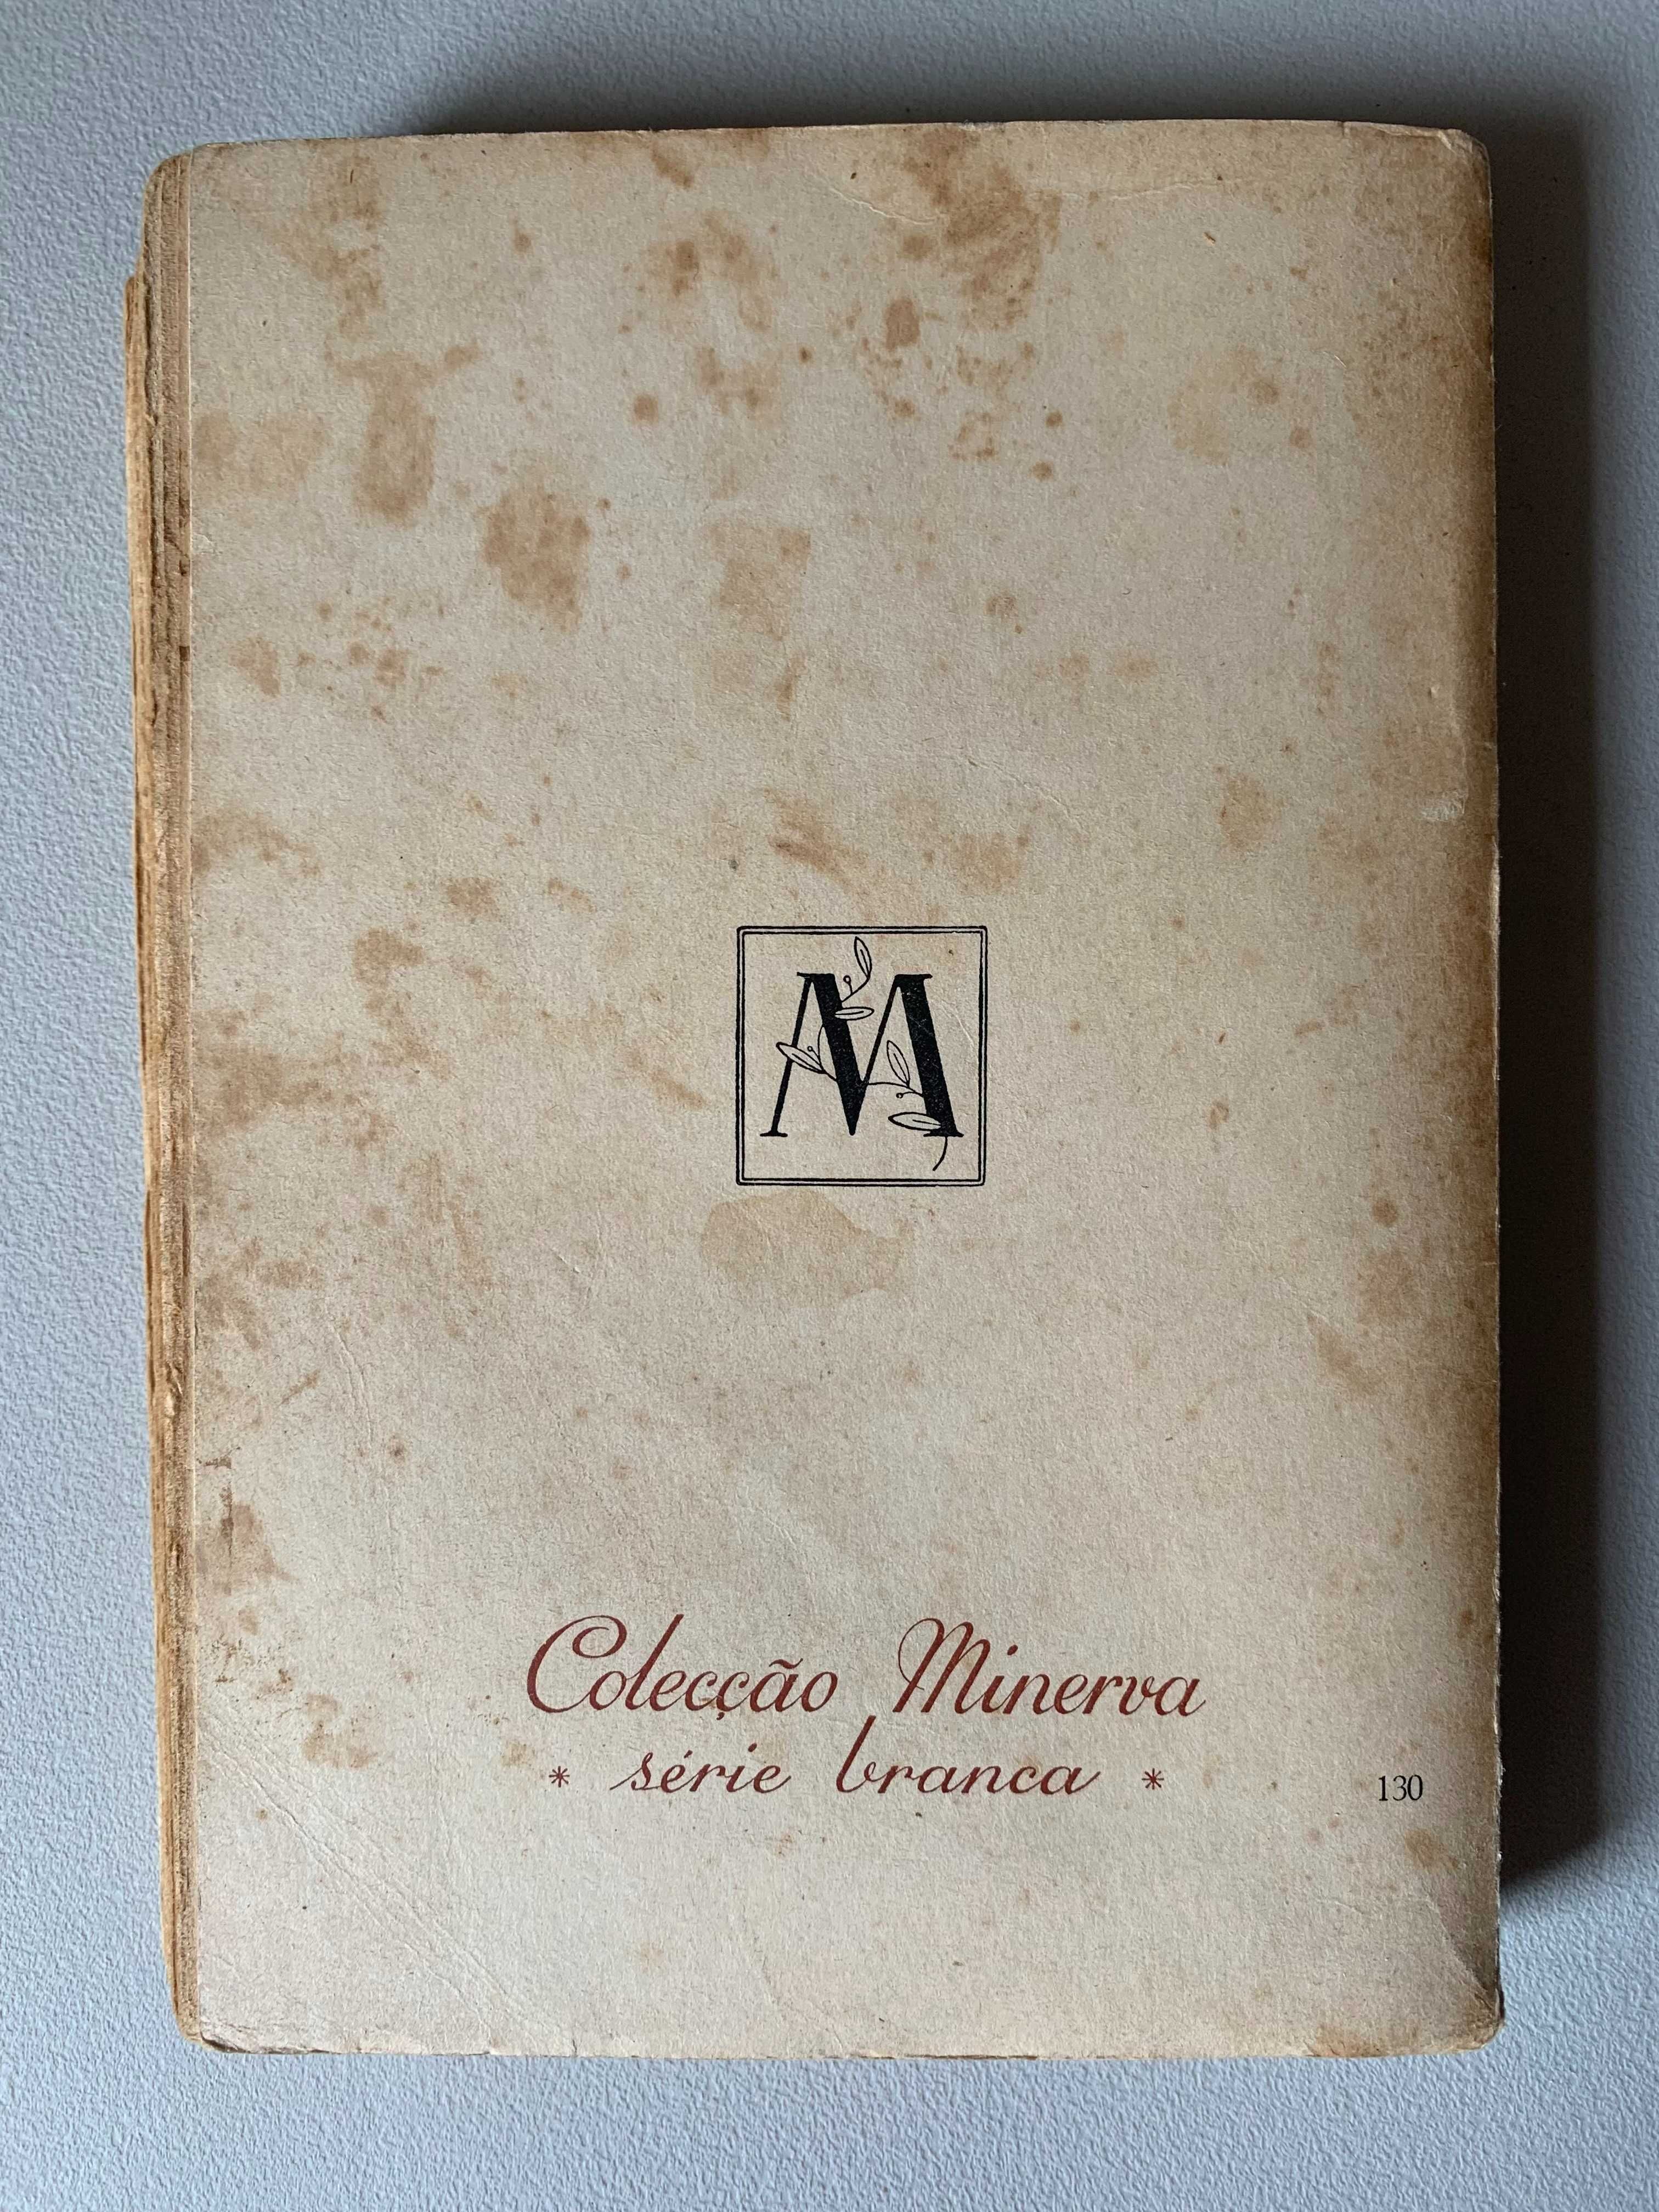 M
Colecção Minerva
* série branca *
130